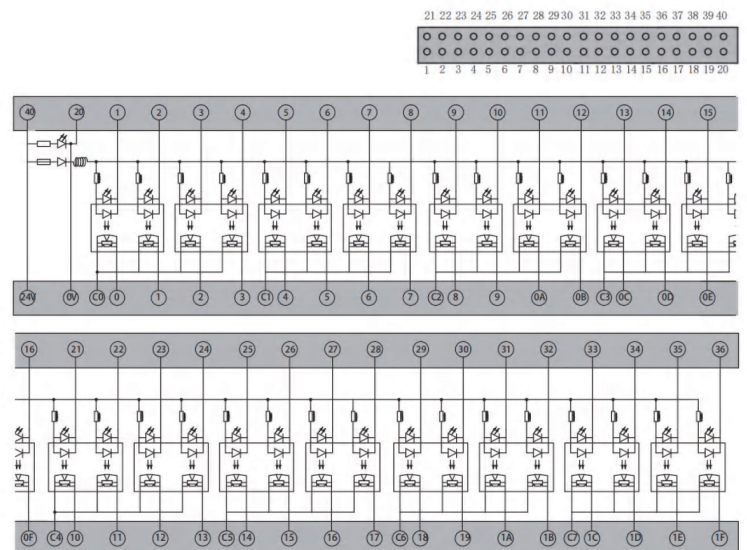 21 22 23 24 25 26 27 28 29 30 31 32 33 35 36 37 38 39 40
1 2 3 4 5 6 7 8 9 10 11 12 13 14 15 16 17 18 19 20
40 20 1 2 3 4 5 6 7 8 9 10 11 12 13 14 15
24V 0V C0 0 1 2 3 C1 4 5 6 7 C2 8 9 0A 0B C3 0C 0D 0E
16 21 22 23 24 25 26 27 28 29 30 31 32 33 34 35 36
0F C4 10 11 12 13 C5 14 15 16 17 C6 18 19 1A 1B C7 1C 1D 1E 1F